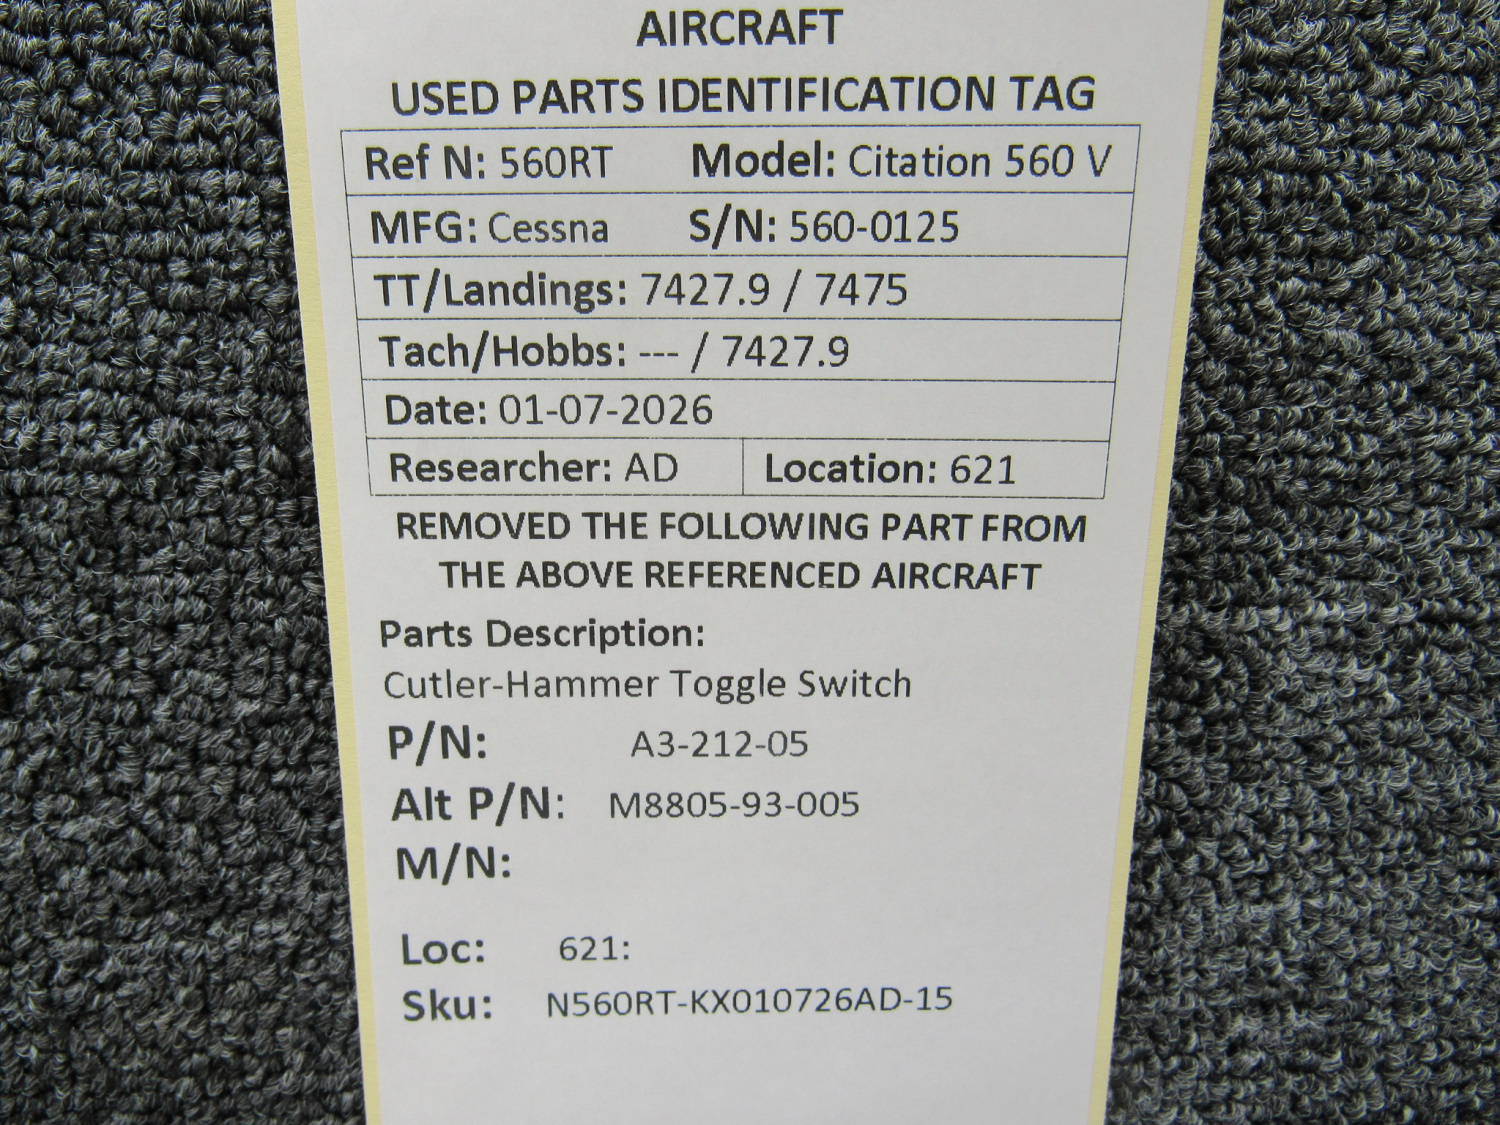 AIRCRAFT
USED PARTS IDENTIFICATION TAG
Ref N: 560RT Model: Citation 560 V
MFG: Cessna S/N: 560-0125
TT/Landings: 7427.9 / 7475
Tach/Hobbs: --- / 7427.9
Date: 01-07-2026
Researcher: AD Location: 621
REMOVED THE FOLLOWING PART FROM
THE ABOVE REFERENCED AIRCRAFT
Parts Description:
Cutler-Hammer Toggle Switch
P/N: A3-212-05
Alt P/N: M8805-93-005
M/N:
Loc: 621:
Sku: N560RT-KX010726AD-15